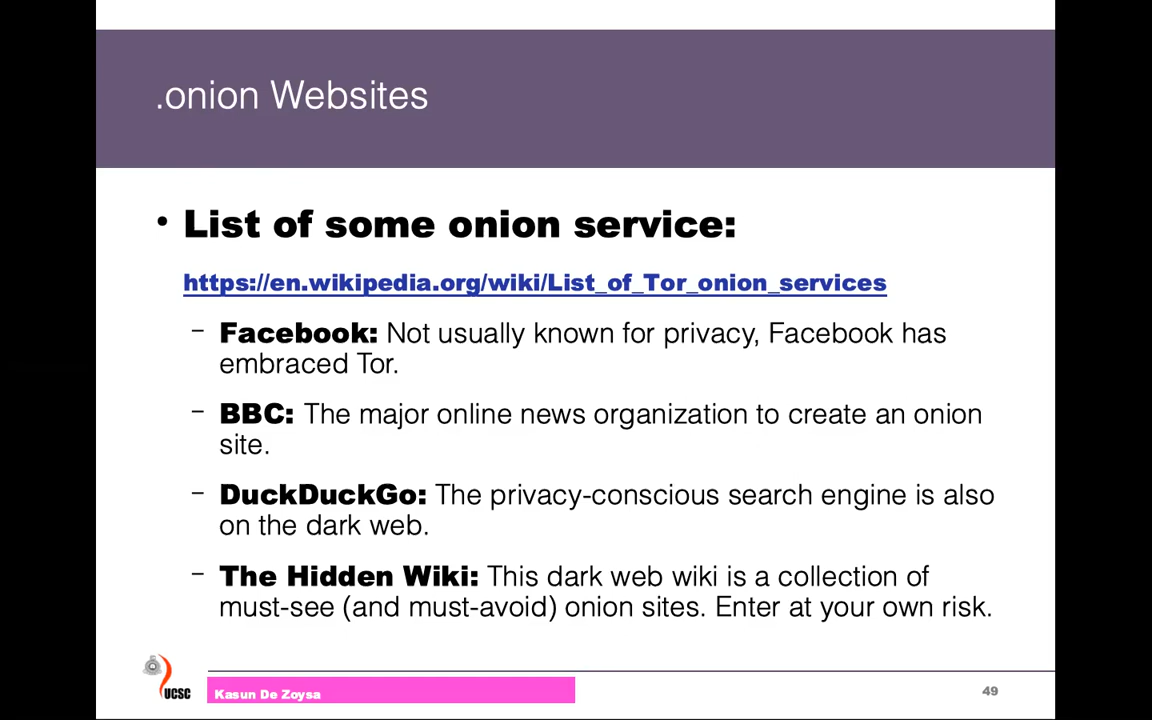 .onion Websites
• List of some onion service:
https://en.wikipedia.org/wiki/List_of_Tor_onion_services
– Facebook: Not usually known for privacy, Facebook has
embraced Tor.
– BBC: The major online news organization to create an onion
site.
– DuckDuckGo: The privacy-conscious search engine is also
on the dark web.
– The Hidden Wiki: This dark web wiki is a collection of
must-see (and must-avoid) onion sites. Enter at your own risk.
UCSC
Kasun De Zoysa
49